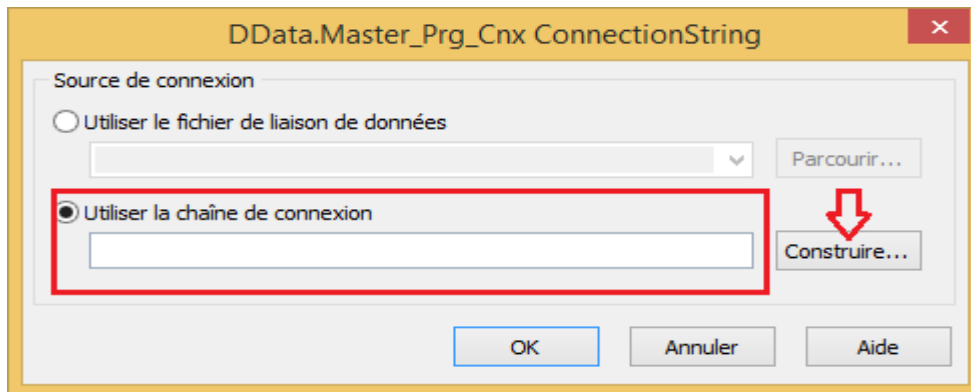 DData.Master_Prg_Cnx ConnectionString
Source de connexion
Utiliser le fichier de liaison de données
Parcourir...
Utiliser la chaîne de connexion
Construire...
OK
Annuler
Aide